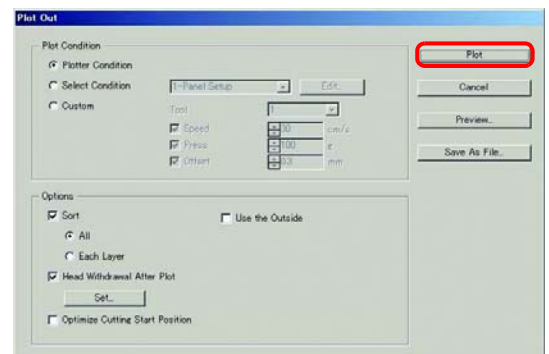 Plot Out
Plot Condition
Plotter Condition
Select Condition 1-Panel Setup Edit..
Custom Tool 1
Speed 30 cm/s
Press 100 g
Offset 0.3 mm
Plot
Cancel
Preview..
Save As File..
Options
Sort Use the Outside
All
Each Layer
Head Withdrawal After Plot
Set..
Optimize Cutting Start Position